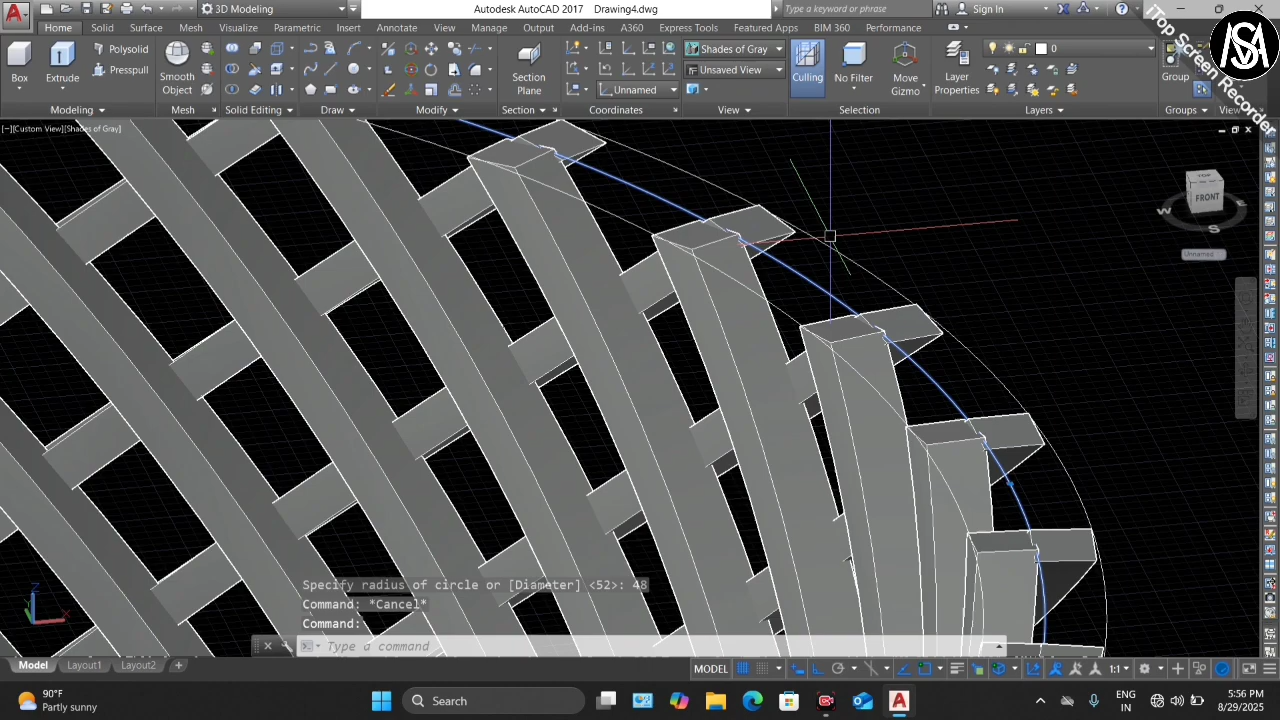 Autodesk AutoCAD 2017 Drawing4.dwg
3D Modeling
Type a keyword or phrase
Sign In
Home Solid Surface Mesh Visualize Parametric Insert Annotate View Manage Output Add-ins A360 Express Tools Featured Apps BIM 360 Performance
Box
Extrude
Polysolid
Presspull
Smooth
Object
Section
Plane
Unnamed
Shades of Gray
Unsaved View
Culling
No Filter
Move
Gizmo
Layer
Properties
0
Group
Modeling
Mesh
Solid Editing
Draw
Modify
Section
Coordinates
View
Selection
Layers
Groups
View
iTop Screen Recorder
[−][Custom View][Shades of Gray]
TOP
FRONT
W
S
E
Unnamed
Z
X
Specify radius of circle or [Diameter] <52>: 48
Command: *Cancel*
Command:
Type a command
Model Layout1 Layout2 +
MODEL
1:1
90°F
Partly sunny
Search
ENG
IN
5:56 PM
8/29/2025